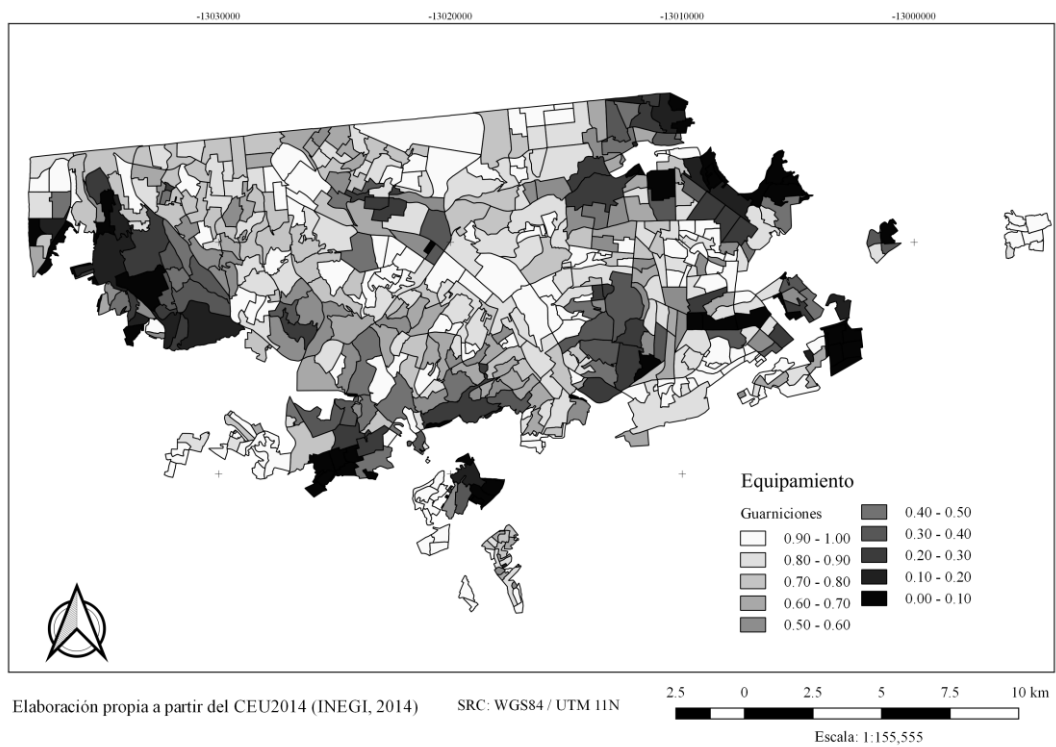 -13030000 -13020000 -13010000 -13000000
Equipamiento
Guarniciones
0.90 - 1.00
0.80 - 0.90
0.70 - 0.80
0.60 - 0.70
0.50 - 0.60
0.40 - 0.50
0.30 - 0.40
0.20 - 0.30
0.10 - 0.20
0.00 - 0.10
Elaboración propia a partir del CEU2014 (INEGI, 2014)
SRC: WGS84 / UTM 11N
2.5 0 2.5 5 7.5 10 km
Escala: 1:155,555